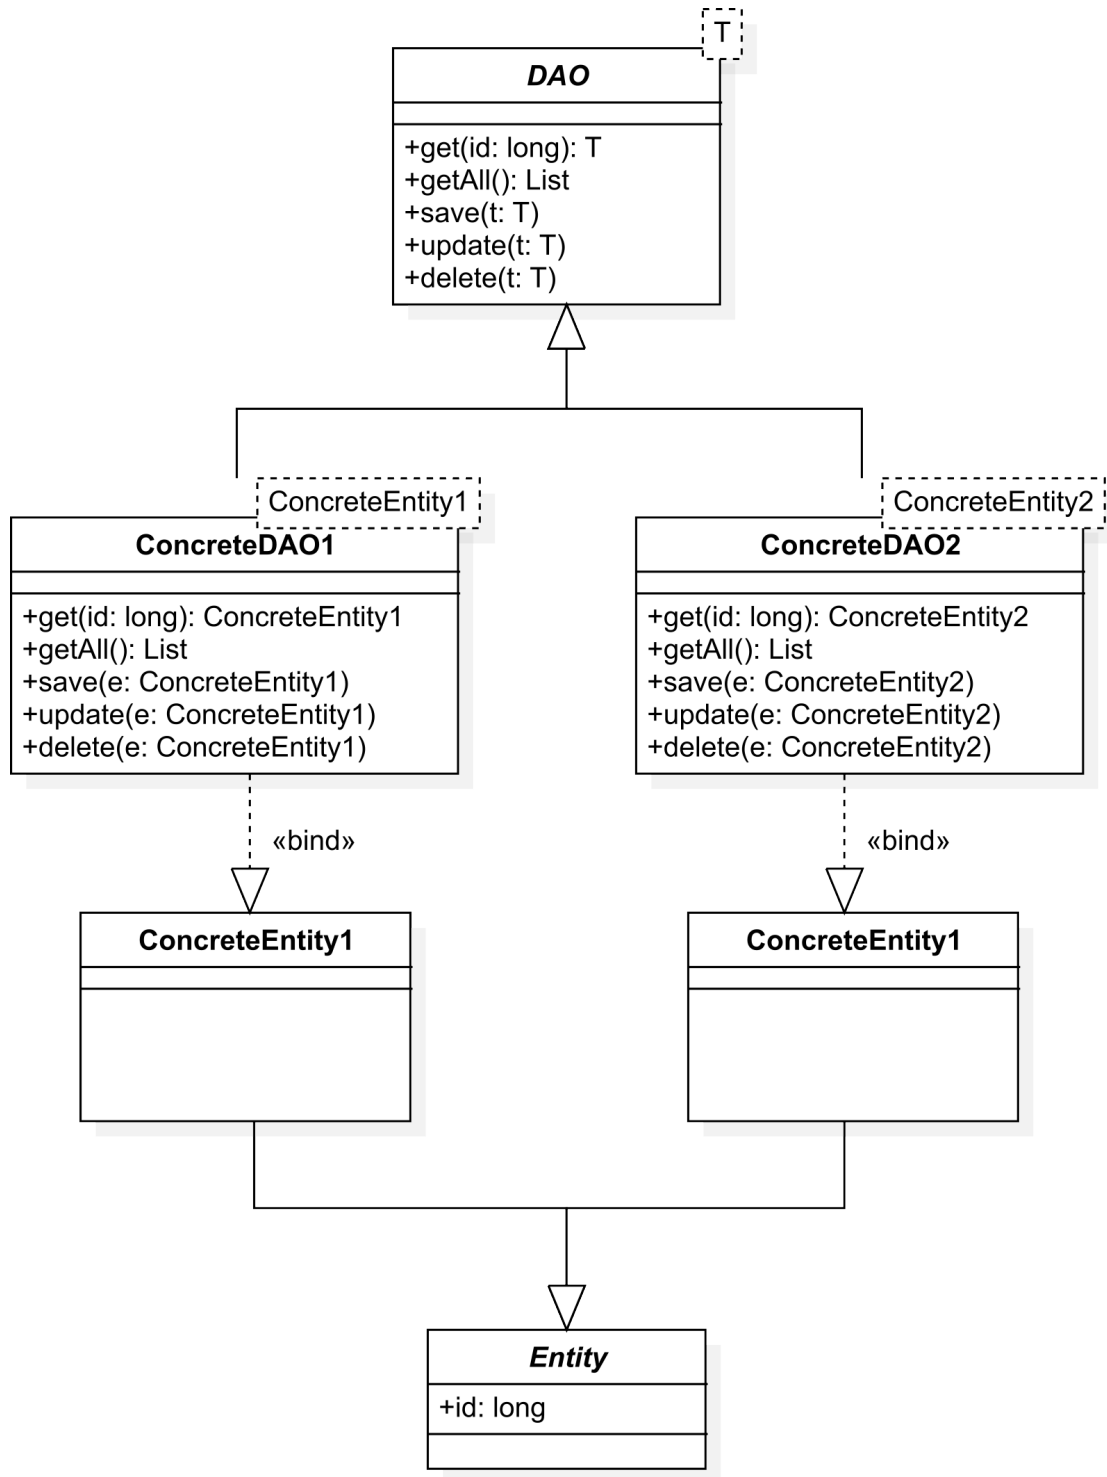 T
DAO
+get(id: long): T
+getAll(): List
+save(t: T)
+update(t: T)
+delete(t: T)
ConcreteEntity1
ConcreteDAO1
+get(id: long): ConcreteEntity1
+getAll(): List
+save(e: ConcreteEntity1)
+update(e: ConcreteEntity1)
+delete(e: ConcreteEntity1)
ConcreteEntity2
ConcreteDAO2
+get(id: long): ConcreteEntity2
+getAll(): List
+save(e: ConcreteEntity2)
+update(e: ConcreteEntity2)
+delete(e: ConcreteEntity2)
«bind»
«bind»
ConcreteEntity1
ConcreteEntity1
Entity
+id: long